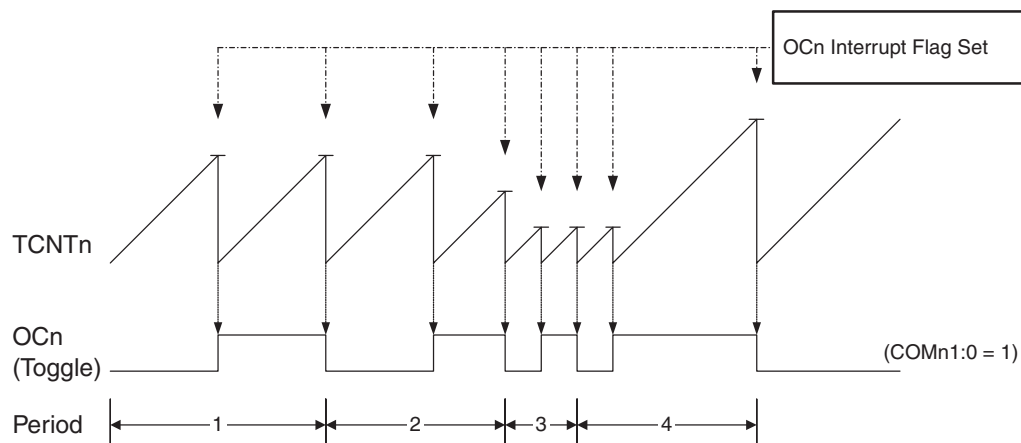 OCn Interrupt Flag Set
TCNTn
OCn
(Toggle)
(COMn1:0 = 1)
Period
1
2
3
4